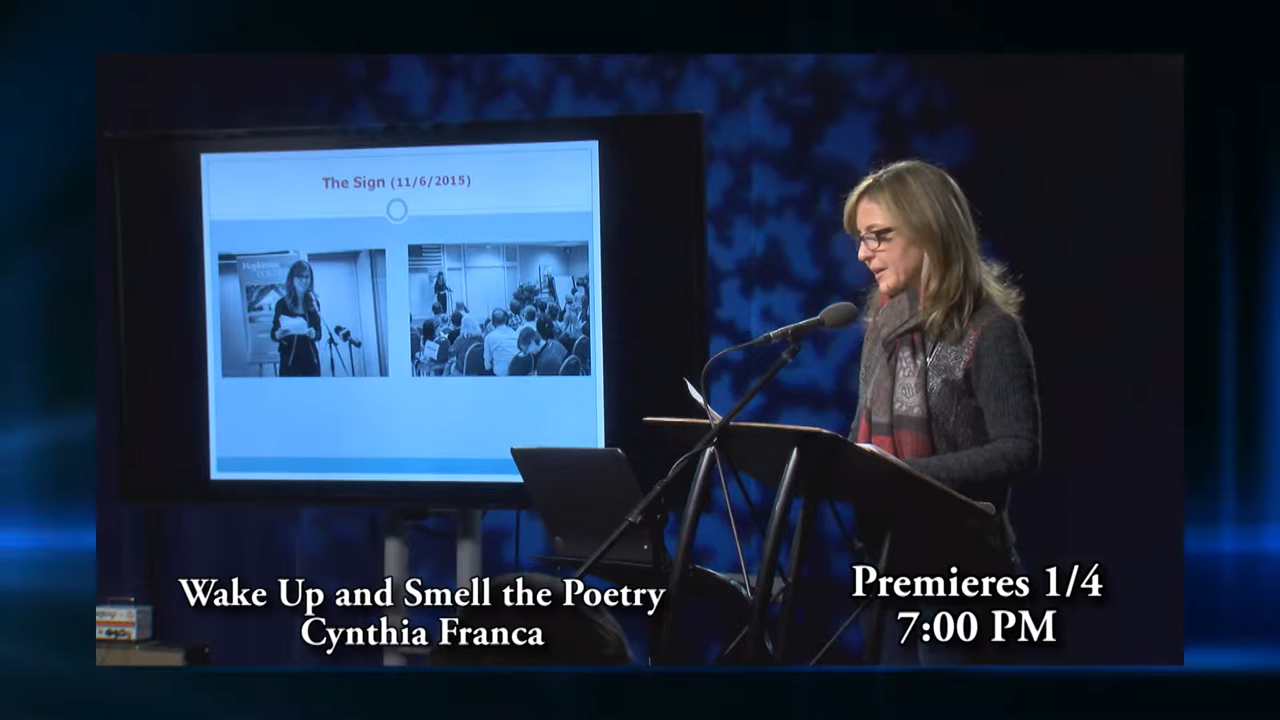 The Sign (11/6/2015)
Wake Up and Smell the Poetry
Cynthia Franca
Premieres 1/4
7:00 PM